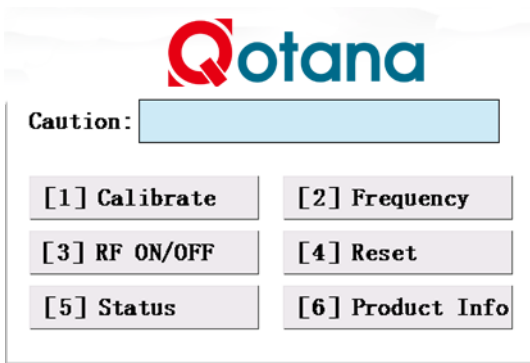 Qotana
Caution:
[1] Calibrate
[2] Frequency
[3] RF ON/OFF
[4] Reset
[5] Status
[6] Product Info